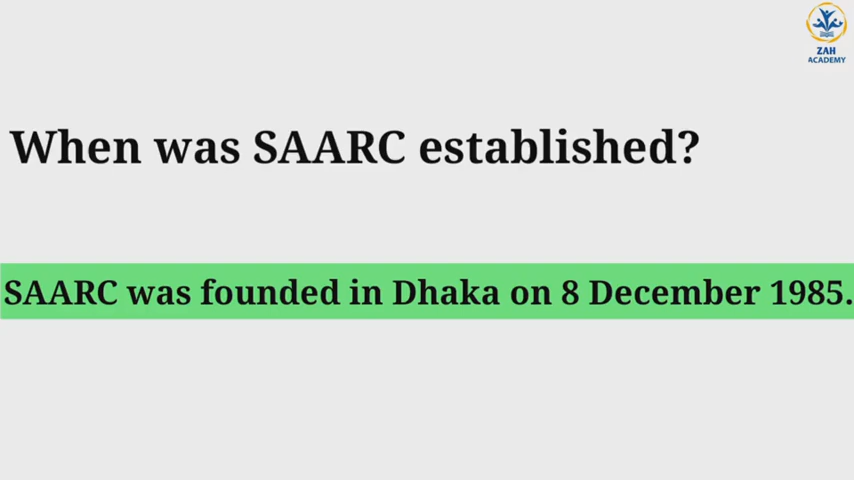 ZAH
ACADEMY
When was SAARC established?
SAARC was founded in Dhaka on 8 December 1985.